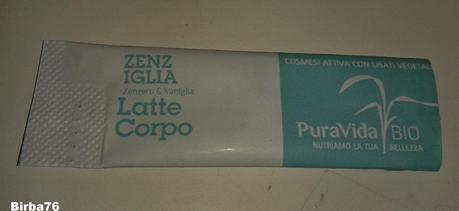 ZENZ
IGLIA
Zenzero & Vaniglia
Latte
Corpo
COSMESI ATTIVA CON LISATI VEGETALI
PuraVida BIO
NUTRIAMO LA TUA BELLEZZA
Birba76